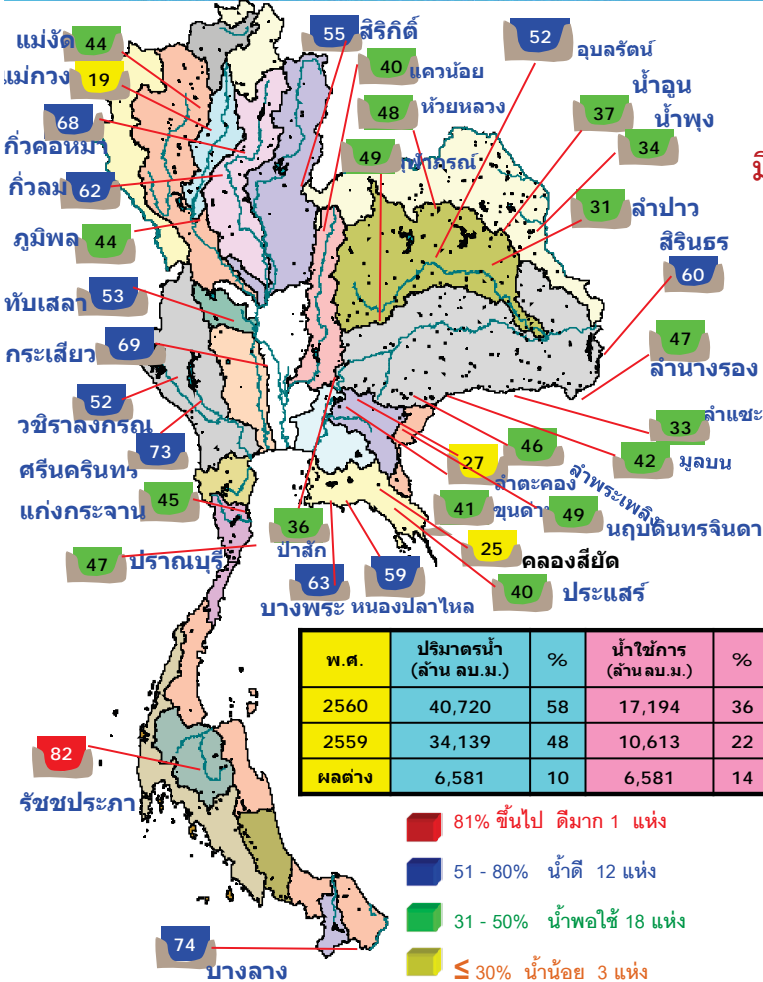 แม่งัด 44
19
68
กิ่วคอหมา
กิ่วลม 62
ภูมิพล 44
ทับเสลา 53
กระเสียว 69
52
วชิราลงกรณ
73
ศรีนครินทร์
แก่งกระจาน 45
47 ปราณบุรี
55 สิริกิติ์
40 แควน้อย
48 ห้วยหลวง
49
52 อุบลรัตน์
น้ำอูน
37 น้ำพุง
34
31 ลำปาว
สิรินธร
60
47
ลำนางรอง
33 ลำแซะ
42 มูลบน
46
ลำพระเพลิง
27
ลำตะคอง
41 ขุนด่าน
49 นฤบดินทรจินดา
36
ป่าสัก
25 คลองสียัด
40 ประแสร์
63
บางพระ
59
หนองปลาไหล
82
รัชชประภา
74
บางลาง
พ.ศ. ปริมาตรน้ำ (ล้าน ลบ.ม.) % น้ำใช้การ (ล้าน ลบ.ม.) %
2560 40,720 58 17,194 36
2559 34,139 48 10,613 22
ผลต่าง 6,581 10 6,581 14
81% ขึ้นไป ดีมาก 1 แห่ง
51 - 80% น้ำดี 12 แห่ง
31 - 50% น้ำพอใช้ 18 แห่ง
≤ 30% น้ำน้อย 3 แห่ง